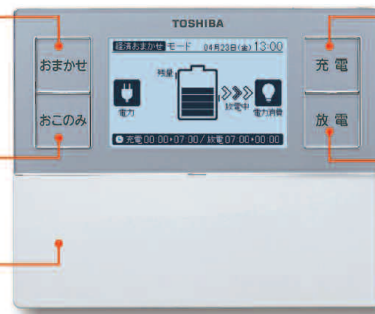 TOSHIBA
おまかせ
おこのみ
経済おまかせ モード 04月23日(金)13:00
残量
電力
放電中
電力消費
充電00:00▸07:00/放電07:00▸00:00
充電
放電